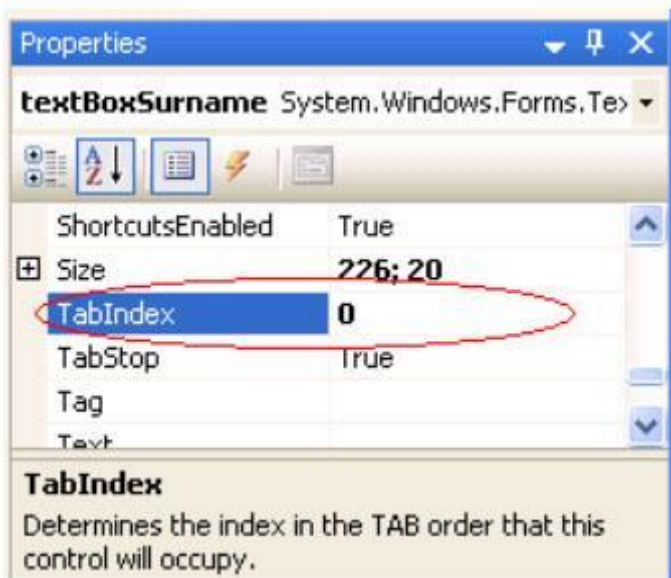 Properties
textBoxSurname System.Windows.Forms.Te
ShortcutsEnabled True
Size 226; 20
TabIndex 0
TabStop True
Tag
Text
TabIndex
Determines the index in the TAB order that this
control will occupy.